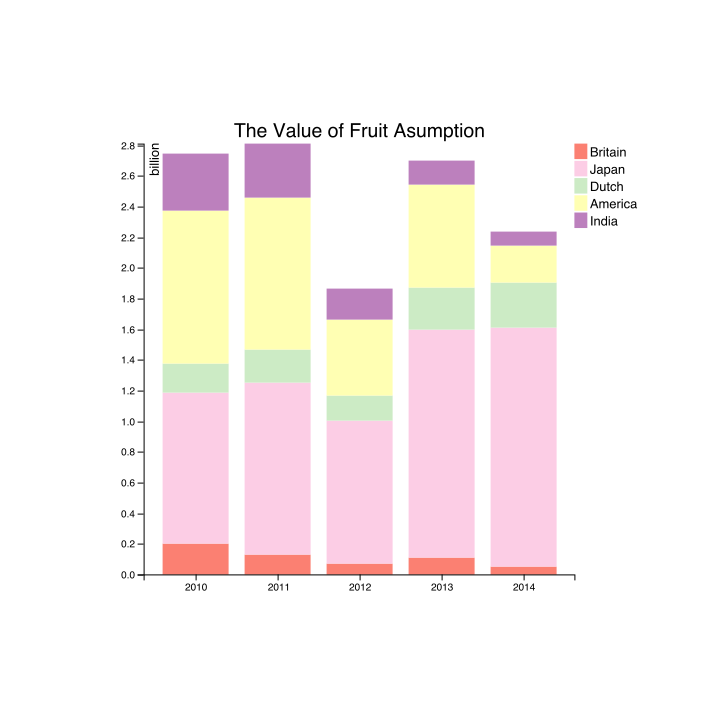 The Value of Fruit Asumption
billion
2.8
2.6
2.4
2.2
2.0
1.8
1.6
1.4
1.2
1.0
0.8
0.6
0.4
0.2
0.0
2010 2011 2012 2013 2014
Britain
Japan
Dutch
America
India